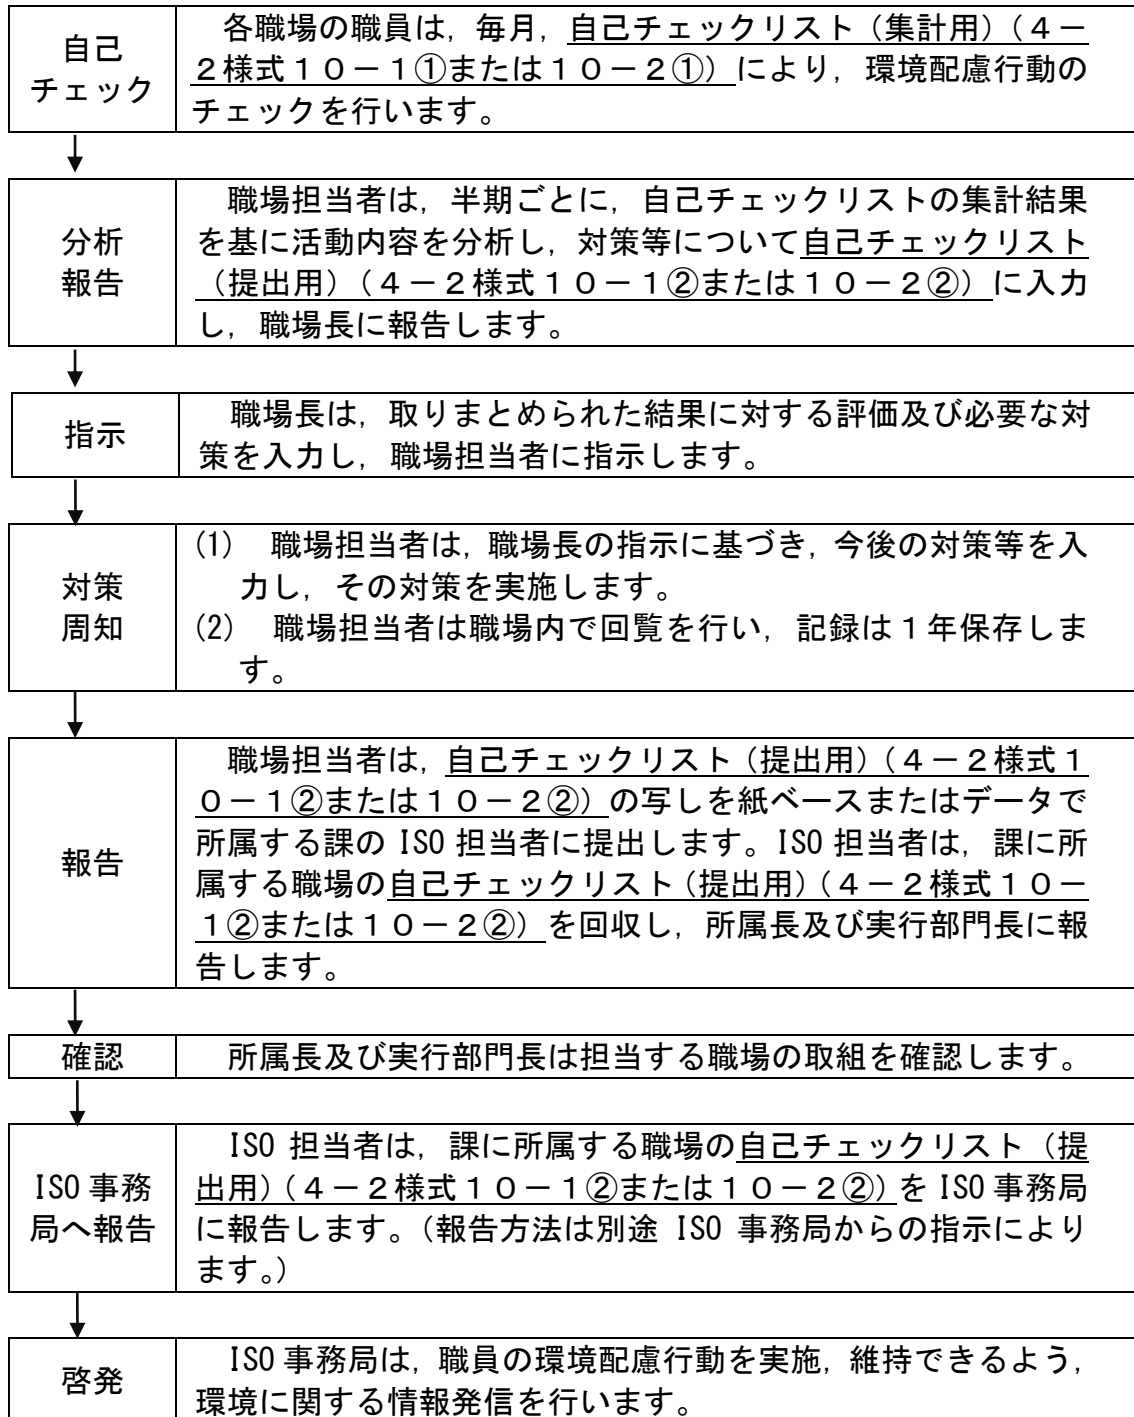 自己
チェック
各職場の職員は，毎月，自己チェックリスト（集計用）（４－
２様式１０－１①または１０－２①）により，環境配慮行動の
チェックを行います。
分析
報告
職場担当者は，半期ごとに，自己チェックリストの集計結果
を基に活動内容を分析し，対策等について自己チェックリスト
（提出用）（４－２様式１０－１②または１０－２②）に入力
し，職場長に報告します。
指示
職場長は，取りまとめられた結果に対する評価及び必要な対
策を入力し，職場担当者に指示します。
対策
周知
(1)　職場担当者は，職場長の指示に基づき，今後の対策等を入
力し，その対策を実施します。
(2)　職場担当者は職場内で回覧を行い，記録は１年保存しま
す。
報告
職場担当者は，自己チェックリスト（提出用）（４－２様式１
０－１②または１０－２②）の写しを紙ベースまたはデータで
所属する課の ISO 担当者に提出します。ISO 担当者は，課に所
属する職場の自己チェックリスト（提出用）（４－２様式１０－
１②または１０－２②）を回収し，所属長及び実行部門長に報
告します。
確認
所属長及び実行部門長は担当する職場の取組を確認します。
ISO 事務
局へ報告
ISO 担当者は，課に所属する職場の自己チェックリスト（提
出用）（４－２様式１０－１②または１０－２②）を ISO 事務局
に報告します。（報告方法は別途 ISO 事務局からの指示により
ます。）
啓発
ISO 事務局は，職員の環境配慮行動を実施，維持できるよう，
環境に関する情報発信を行います。